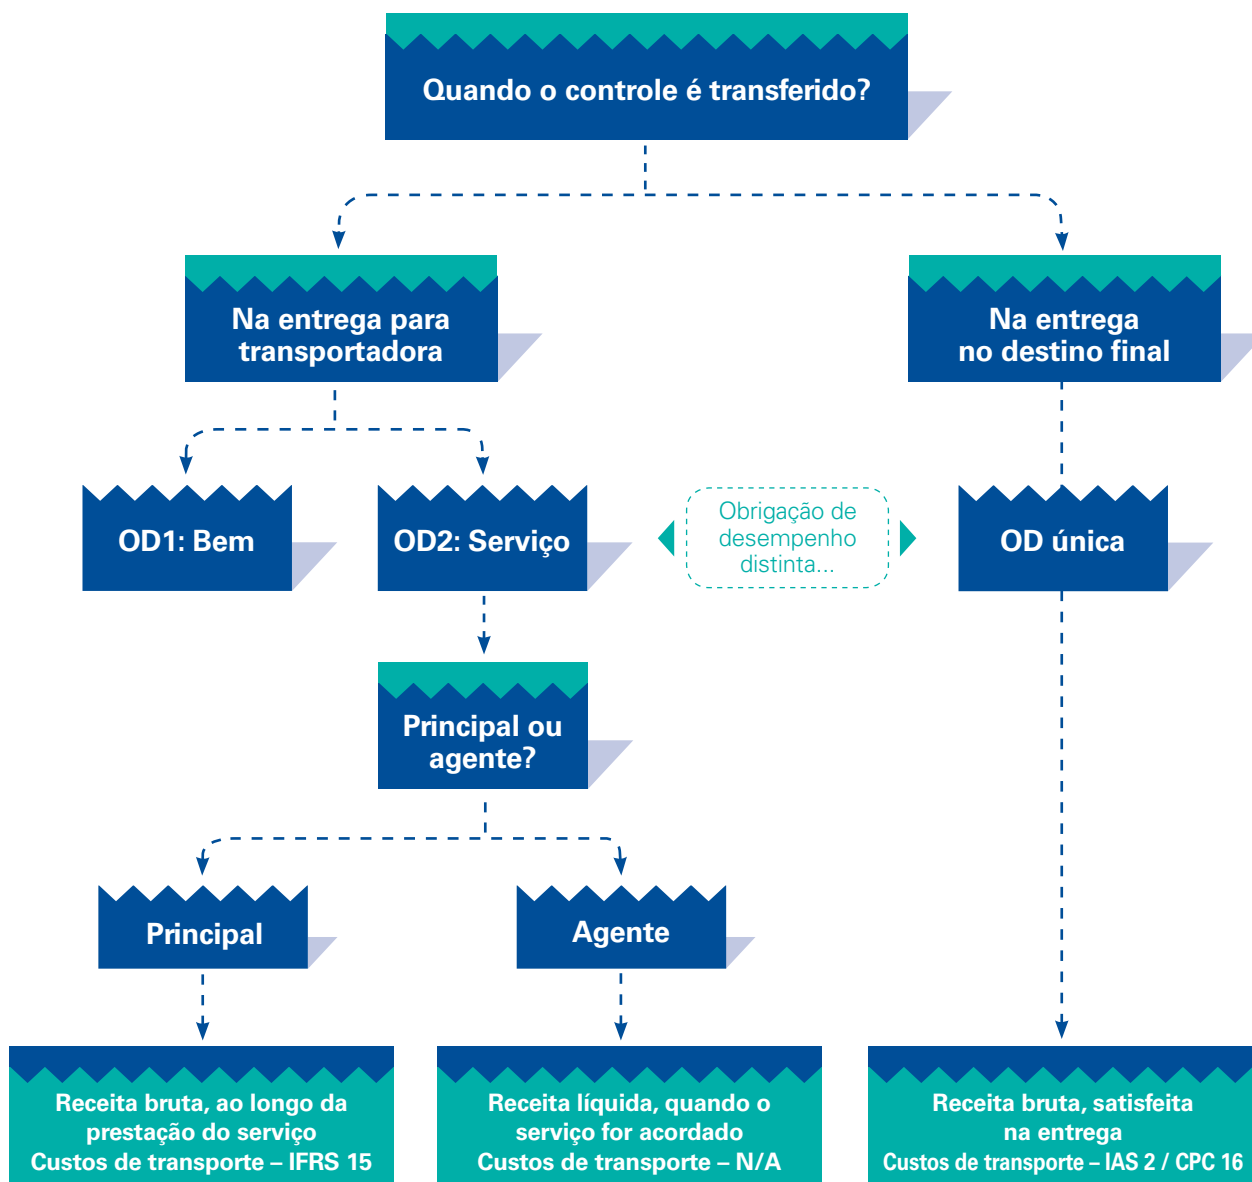 Quando o controle é transferido?
Na entrega para
transportadora
Na entrega
no destino final
OD1: Bem
OD2: Serviço
Obrigação de
desempenho
distinta...
OD única
Principal ou
agente?
Principal
Agente
Receita bruta, ao longo da
prestação do serviço
Custos de transporte – IFRS 15
Receita líquida, quando o
serviço for acordado
Custos de transporte – N/A
Receita bruta, satisfeita
na entrega
Custos de transporte – IAS 2 / CPC 16